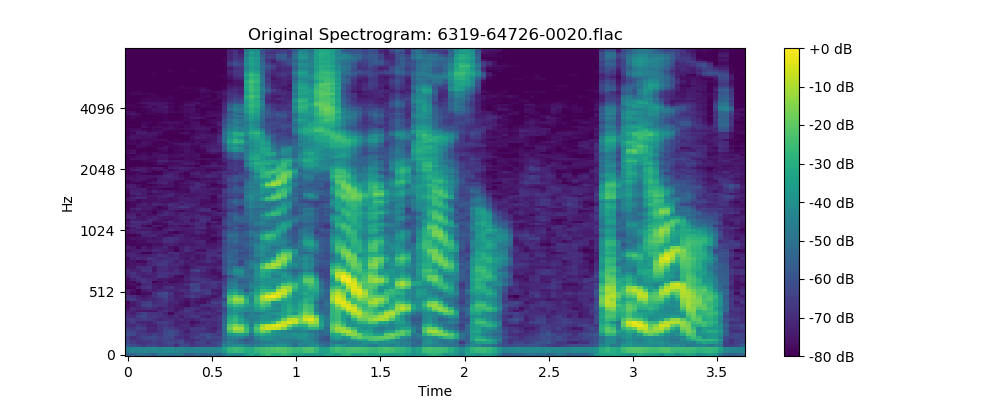 Original Spectrogram: 6319-64726-0020.flac
Hz
4096
2048
1024
512
0
0
0.5
1
1.5
2
2.5
3
3.5
Time
+0 dB
-10 dB
-20 dB
-30 dB
-40 dB
-50 dB
-60 dB
-70 dB
-80 dB